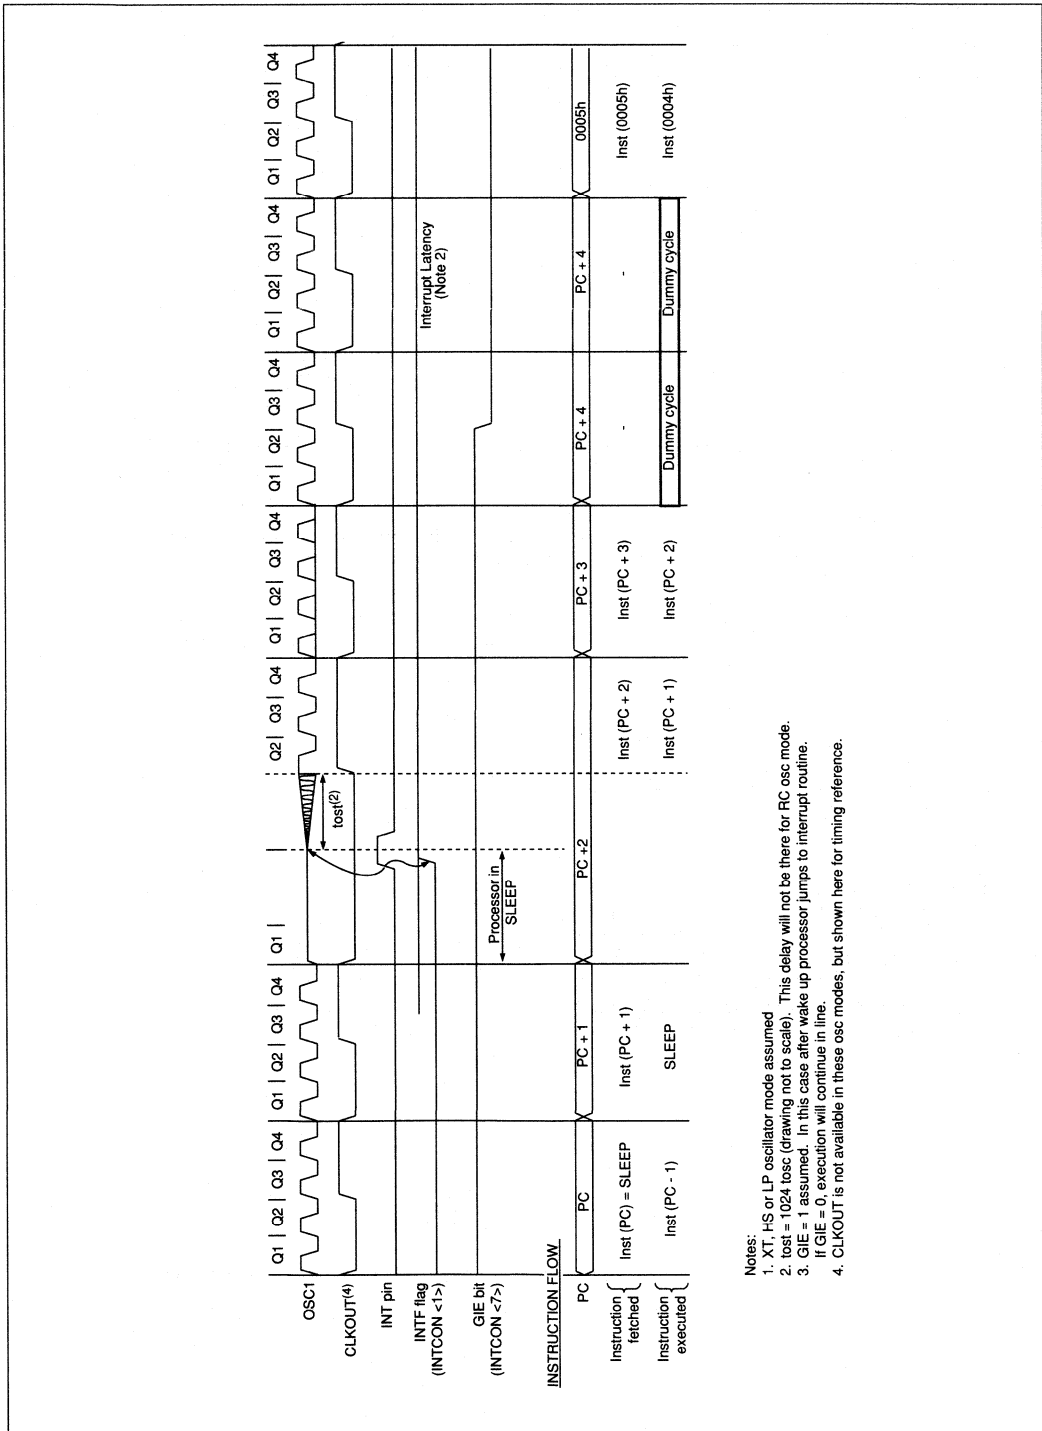 Q1 | Q2 | Q3 | Q4 | Q1 | Q2 | Q3 | Q4 | Q1 | Q2| Q3 | Q4 | Q1 | Q2| Q3 | Q4 | Q1 | Q2 | Q3 | Q4 | Q1 | Q2 | Q3 | Q4 | Q1 | Q2 | Q3 | Q4
OSC1
tost(2)
CLKOUT(4)
INT pin
INTF flag
(INTCON <1>)
Interrupt Latency
(Note 2)
GIE bit
(INTCON <7>)
Processor in
SLEEP
INSTRUCTION FLOW
PC PC PC + 1 PC +2 PC + 3 PC + 4 PC + 4 0005h
Instruction
fetched
Inst (PC) = SLEEP Inst (PC + 1) Inst (PC + 2) Inst (PC + 3) - - Inst (0005h)
Instruction
executed
Inst (PC - 1) SLEEP Inst (PC + 1) Inst (PC + 2) Dummy cycle Dummy cycle Inst (0004h)
Notes:
1. XT, HS or LP oscillator mode assumed
2. tost = 1024 tosc (drawing not to scale). This delay will not be there for RC osc mode.
3. GIE = 1 assumed. In this case after wake up processor jumps to interrupt routine.
If GIE = 0, execution will continue in line.
4. CLKOUT is not available in these osc modes, but shown here for timing reference.